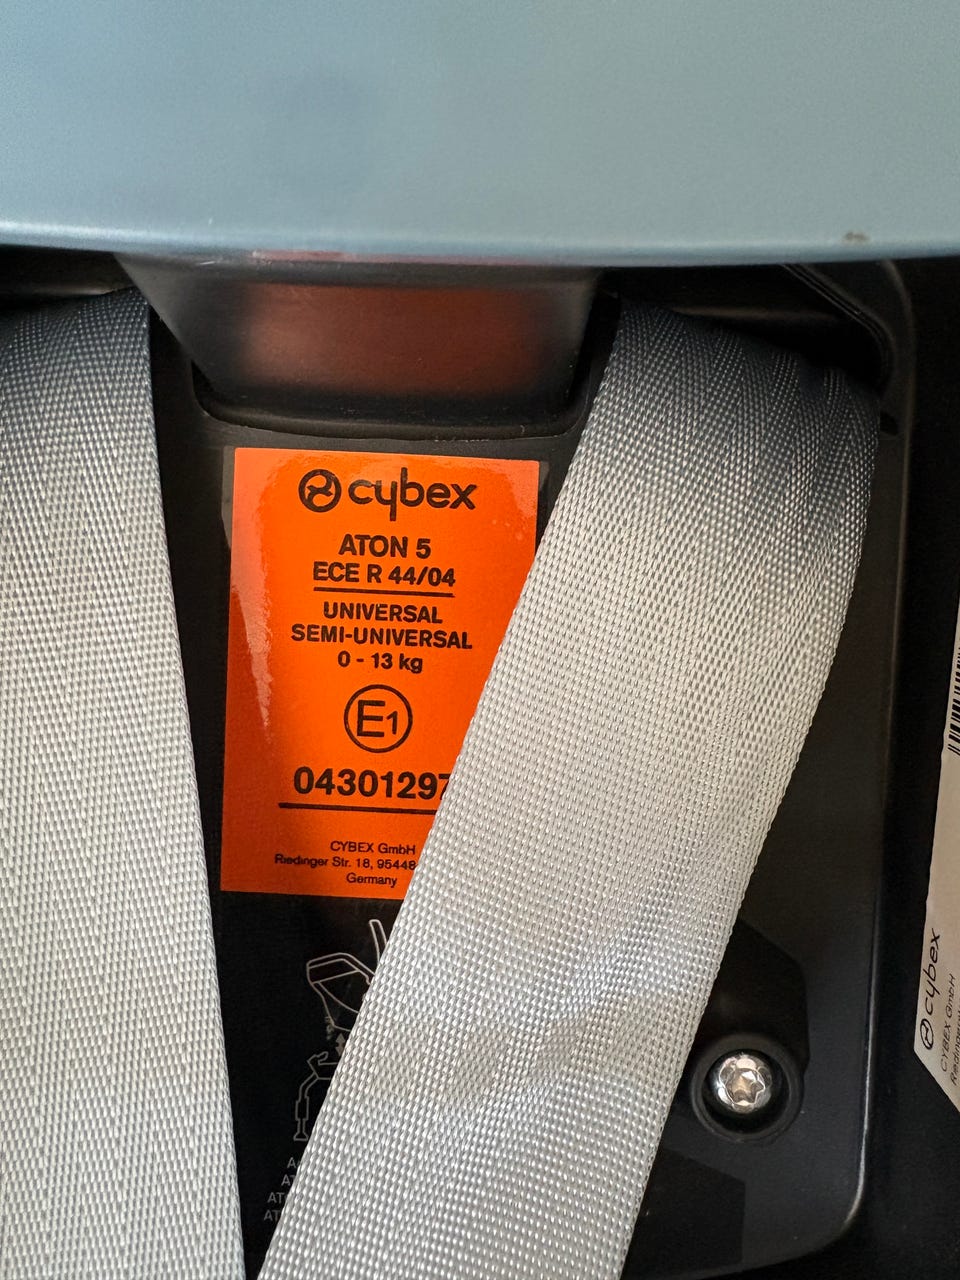 cybex
ATON 5
ECE R 44/04
UNIVERSAL
SEMI-UNIVERSAL
0 - 13 kg
E1
04301297
CYBEX GmbH
Riedinger Str. 18, 95448
Germany
cybex
CYBEX GmbH